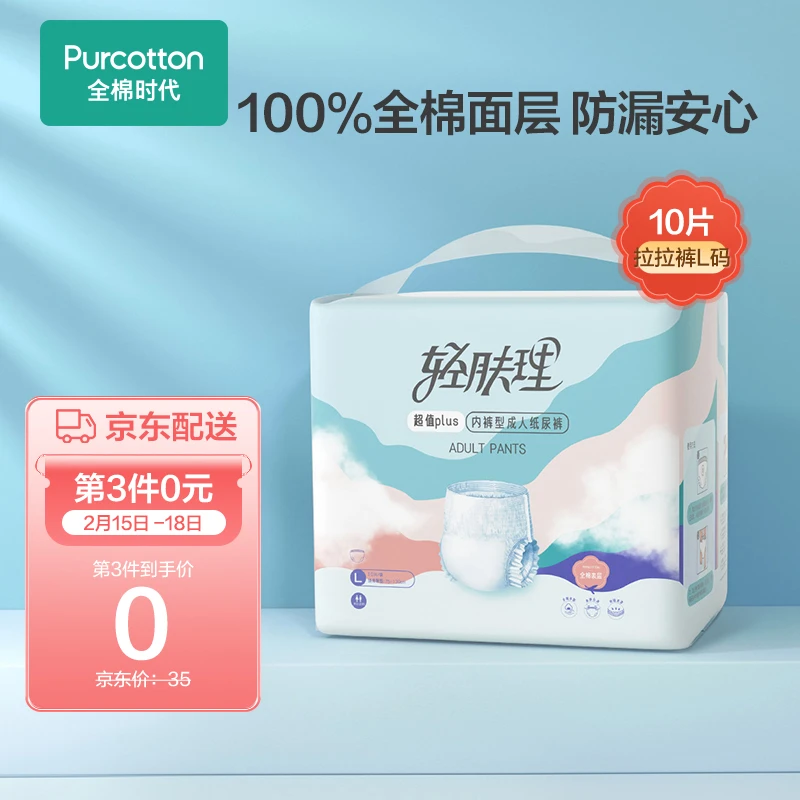 Purcotton
全棉时代
100%全棉面层 防漏安心
10片
拉拉裤L码
轻肤理
超值plus 内裤型成人纸尿裤
ADULT PANTS
L
全棉表层
京东配送
第3件0元
2月15日-18日
第3件到手价
0
京东价：35